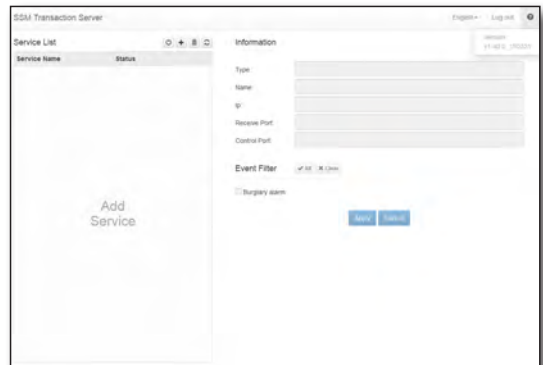 SSM Transaction Server
English
Log out
Service List
Information
Version
Service Name
Status
Type:
Name:
Ip:
Receive Port:
Control Port:
Event Filter
All
Clear
Burglary alarm
Add
Service
Apply